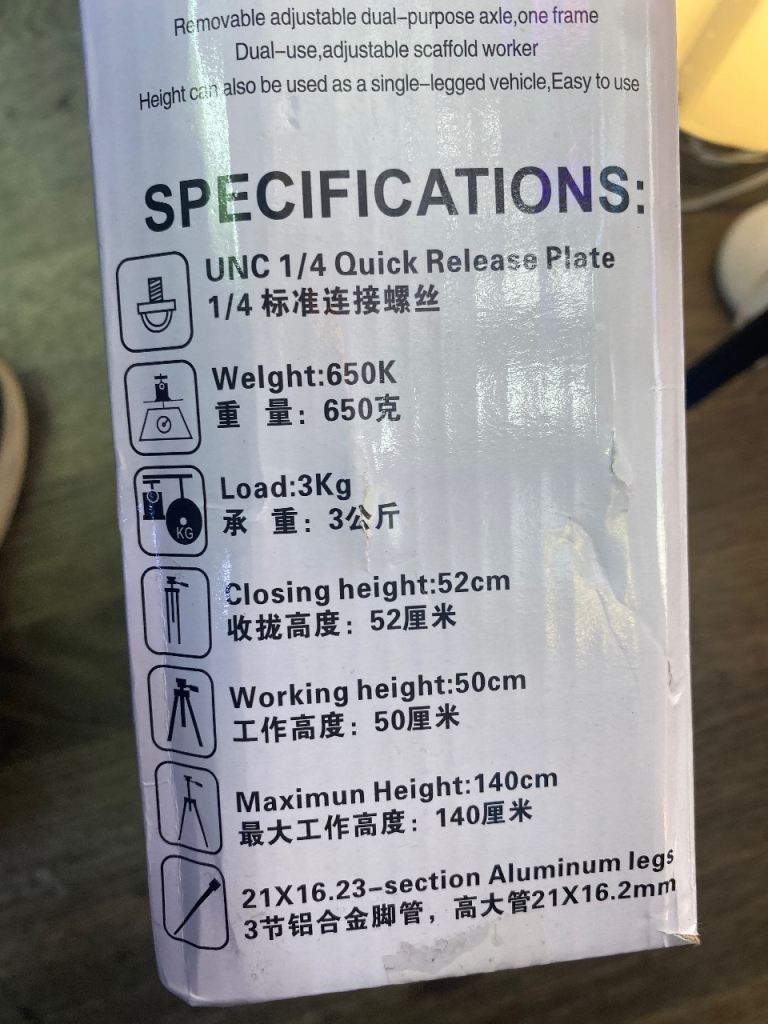 Removable adjustable dual-purpose axle,one frame
Dual-use,adjustable scaffold worker
Height can also be used as a single-legged vehicle,Easy to use
SPECIFICATIONS:
UNC 1/4 Quick Release Plate
1/4 标准连接螺丝
Welght:650K
重 量：650克
KG
Load:3Kg
承 重：3公斤
Closing height:52cm
收拢高度：52厘米
Working height:50cm
工作高度：50厘米
Maximun Height:140cm
最大工作高度：140厘米
21X16.23-section Aluminum legs
3节铝合金脚管，高大管21X16.2mm